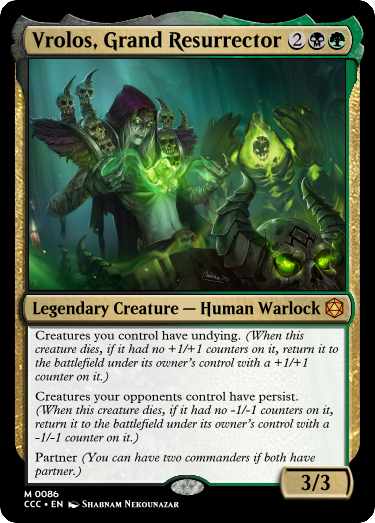 Vrolos, Grand Resurrector 2
Legendary Creature — Human Warlock
Creatures you control have undying. (When this
creature dies, if it had no +1/+1 counters on it, return it to
the battlefield under its owner's control with a +1/+1
counter on it.)
Creatures your opponents control have persist.
(When this creature dies, if it had no -1/-1 counters on it,
return it to the battlefield under its owner's control with a
-1/-1 counter on it.)
Partner (You can have two commanders if both have
partner.)
3/3
M 0086
CCC • EN Shabnam Nekounazar